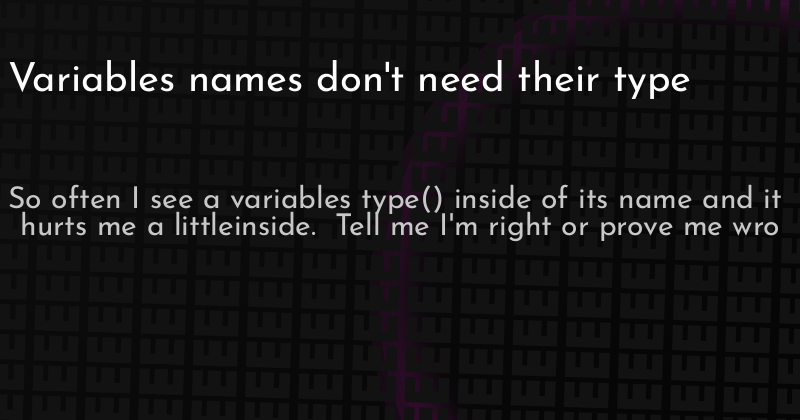 Variables names don't need their type
So often I see a variables type() inside of its name and it
hurts me a littleinside. Tell me I'm right or prove me wro